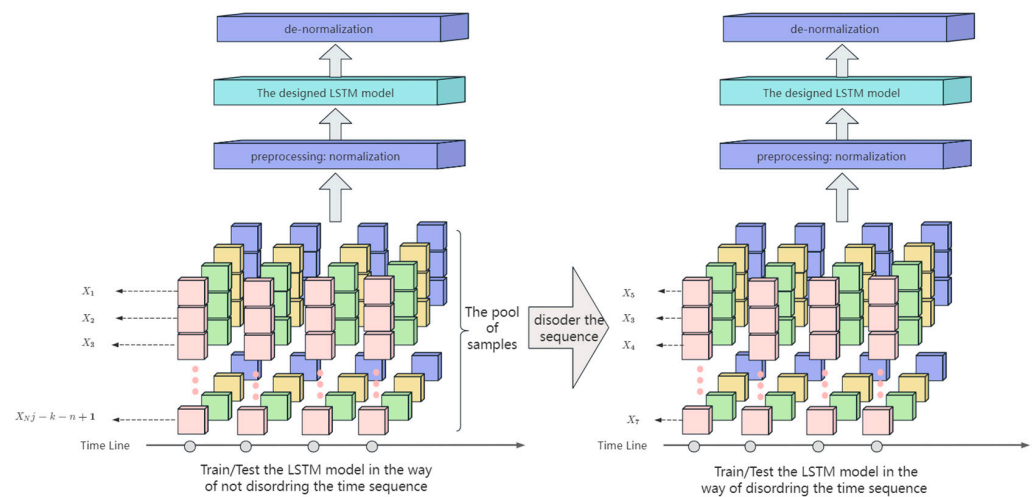 de-normalization
The designed LSTM model
preprocessing: normalization
X1
X2
X3
XNj − k − n + 1
Time Line
The pool
of
samples
Train/Test the LSTM model in the way
of not disordring the time sequence
disoder the
sequence
de-normalization
The designed LSTM model
preprocessing: normalization
X5
X3
X4
X7
Time Line
Train/Test the LSTM model in the
way of disordring the time sequence